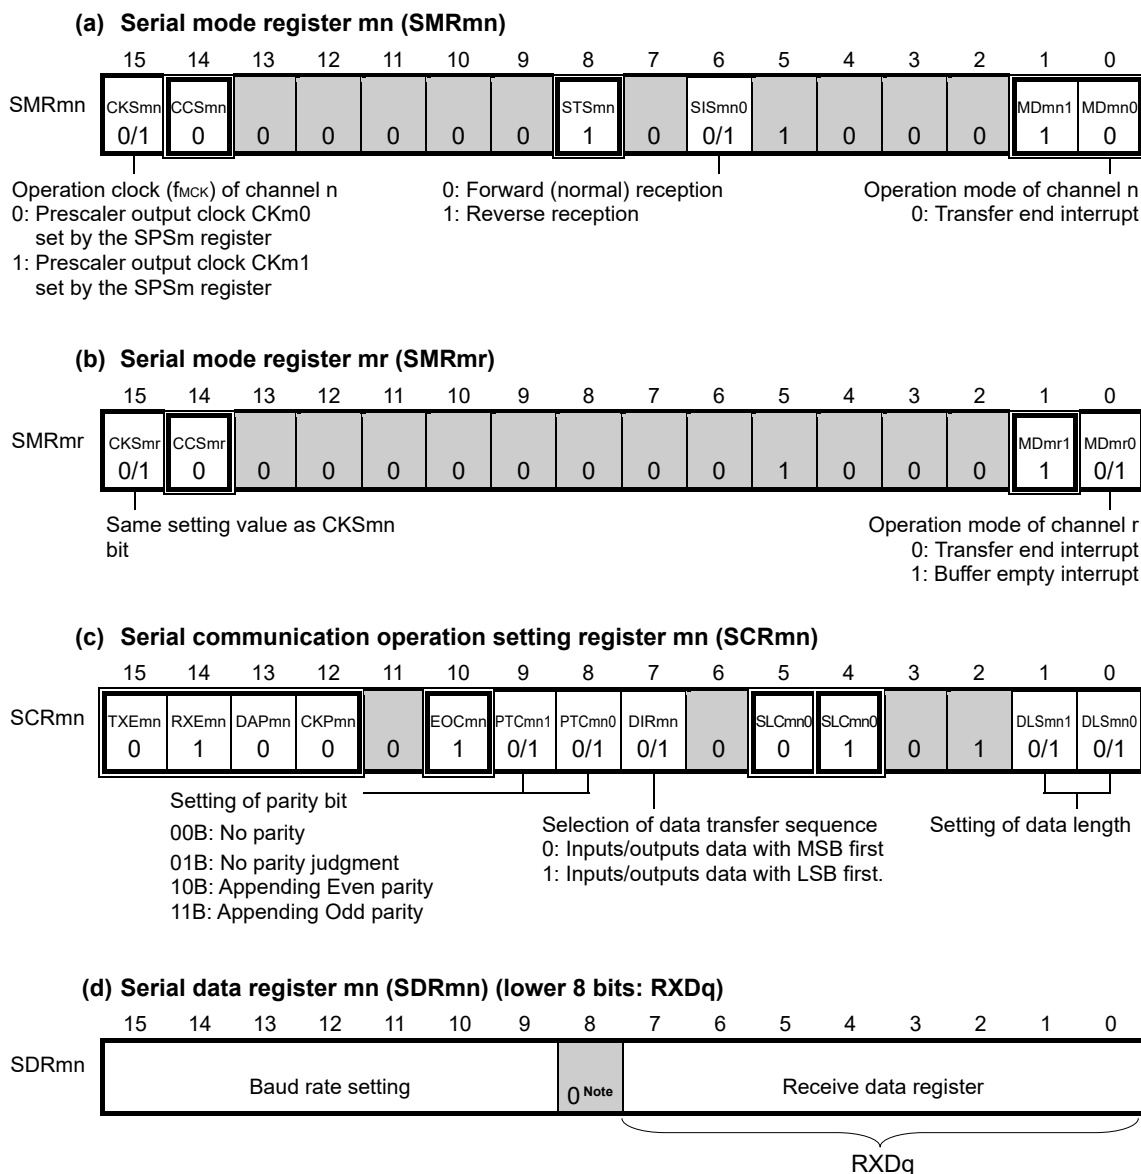 (a) Serial mode register mn (SMRmn)
15 14 13 12 11 10 9 8 7 6 5 4 3 2 1 0
SMRmn
CKSmn CCSmn STSmn SISmn0 MDmn1 MDmn0
0/1 0 0 0 0 0 0 1 0 0/1 1 0 0 0 1 0
Operation clock (fMCK) of channel n
0: Prescaler output clock CKm0
set by the SPSm register
1: Prescaler output clock CKm1
set by the SPSm register
0: Forward (normal) reception
1: Reverse reception
Operation mode of channel n
0: Transfer end interrupt
(b) Serial mode register mr (SMRmr)
15 14 13 12 11 10 9 8 7 6 5 4 3 2 1 0
SMRmr
CKSmr CCSmr MDmr1 MDmr0
0/1 0 0 0 0 0 0 0 0 0 1 0 0 0 1 0/1
Same setting value as CKSmn
bit
Operation mode of channel r
0: Transfer end interrupt
1: Buffer empty interrupt
(c) Serial communication operation setting register mn (SCRmn)
15 14 13 12 11 10 9 8 7 6 5 4 3 2 1 0
SCRmn
TXEmn RXEmn DAPmn CKPmn EOCmn PTCmn1 PTCmn0 DIRmn SLCmn0 SLCmn0 DLSmn1 DLSmn0
0 1 0 0 0 1 0/1 0/1 0/1 0 0 1 0 1 0/1 0/1
Setting of parity bit
00B: No parity
01B: No parity judgment
10B: Appending Even parity
11B: Appending Odd parity
Selection of data transfer sequence
0: Inputs/outputs data with MSB first
1: Inputs/outputs data with LSB first.
Setting of data length
(d) Serial data register mn (SDRmn) (lower 8 bits: RXDq)
15 14 13 12 11 10 9 8 7 6 5 4 3 2 1 0
SDRmn
Baud rate setting 0 Note Receive data register
RXDq